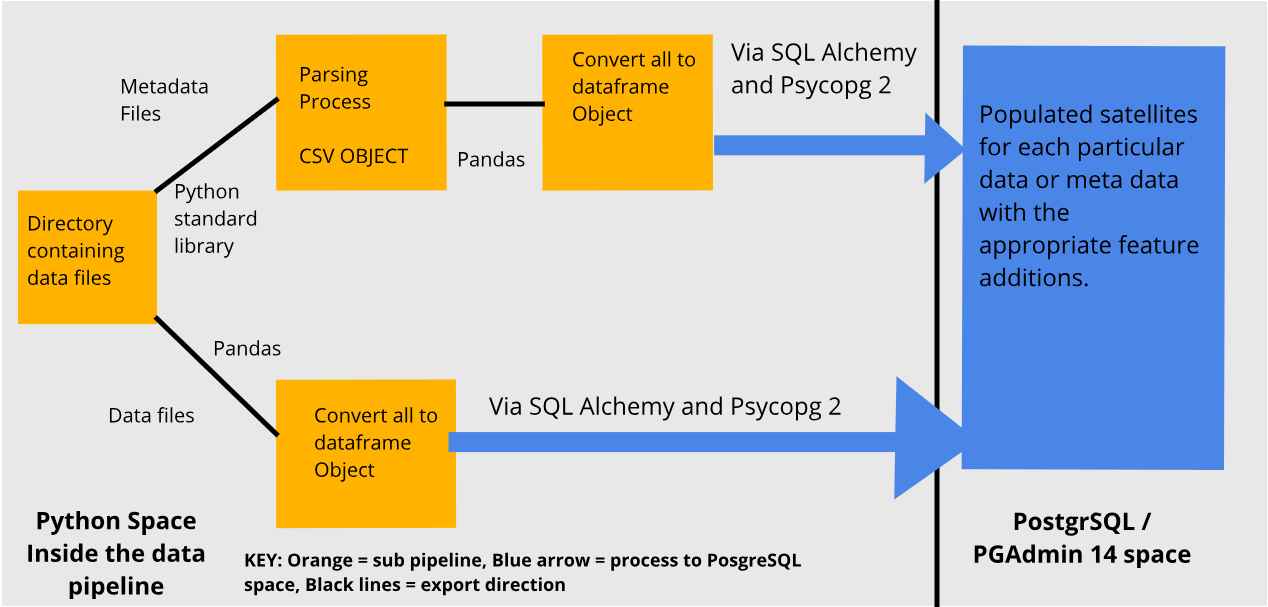 Metadata
Files
Parsing
Process
CSV OBJECT
Convert all to
dataframe
Object
Via SQL Alchemy
and Psycopg 2
Pandas
Python
standard
library
Directory
containing
data files
Populated satellites
for each particular
data or meta data
with the
appropriate feature
additions.
Pandas
Data files
Convert all to
dataframe
Object
Via SQL Alchemy and Psycopg 2
Python Space
Inside the data
pipeline
KEY: Orange = sub pipeline, Blue arrow = process to PosgreSQL
space, Black lines = export direction
PostgrSQL /
PGAdmin 14 space